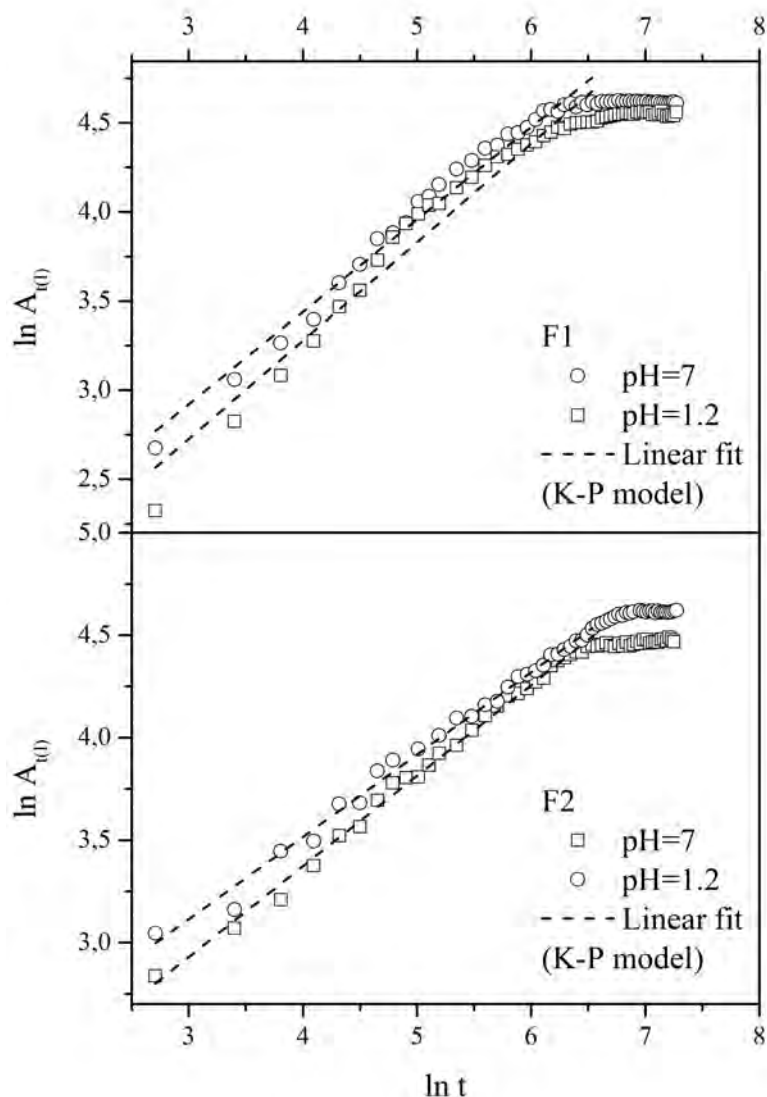 3 4 5 6 7 8
4,5
4,0
3,5
3,0
2,5
5,0
ln A t(l)
F1
pH=7
pH=1.2
Linear fit
(K-P model)
4,5
4,0
3,5
3,0
ln A t(l)
F2
pH=7
pH=1.2
Linear fit
(K-P model)
3 4 5 6 7 8
ln t